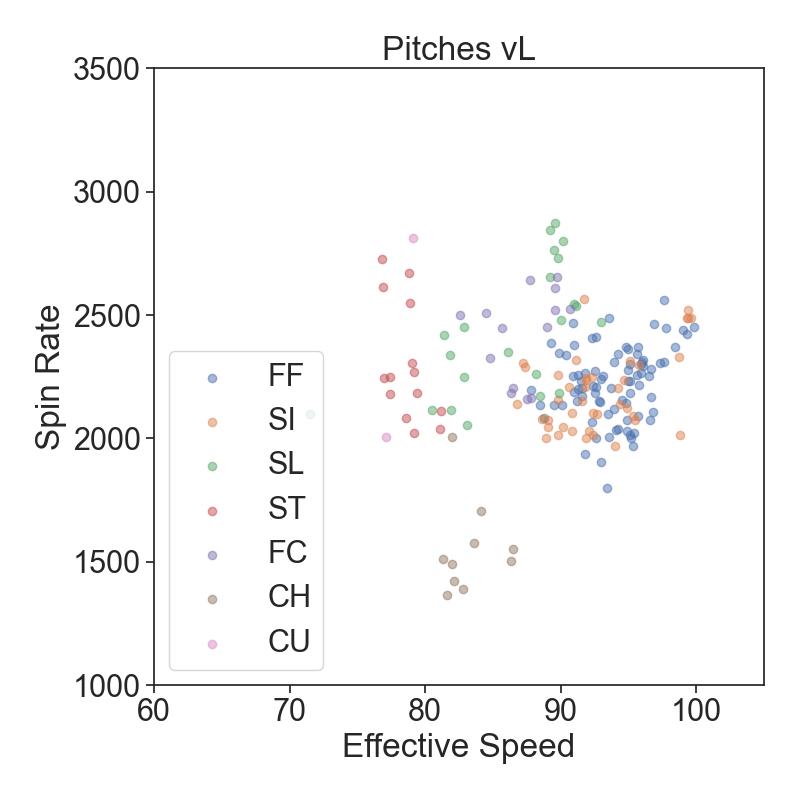 Pitches vL
3500
3000
2500
2000
1500
1000
Spin Rate
FF
SI
SL
ST
FC
CH
CU
60 70 80 90 100
Effective Speed